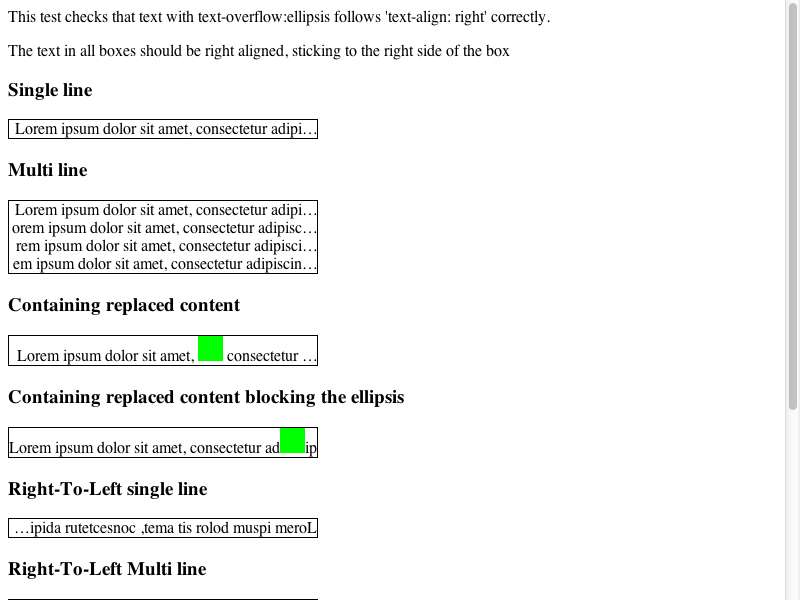 This test checks that text with text-overflow:ellipsis follows 'text-align: right' correctly.
The text in all boxes should be right aligned, sticking to the right side of the box
Single line
Lorem ipsum dolor sit amet, consectetur adipi…
Multi line
Lorem ipsum dolor sit amet, consectetur adipi…
orem ipsum dolor sit amet, consectetur adipisc…
rem ipsum dolor sit amet, consectetur adipisci…
em ipsum dolor sit amet, consectetur adipiscin…
Containing replaced content
Lorem ipsum dolor sit amet, consectetur …
Containing replaced content blocking the ellipsis
Lorem ipsum dolor sit amet, consectetur ad ip
Right-To-Left single line
…ipida rutetcesnoc ,tema tis rolod muspi meroL
Right-To-Left Multi line